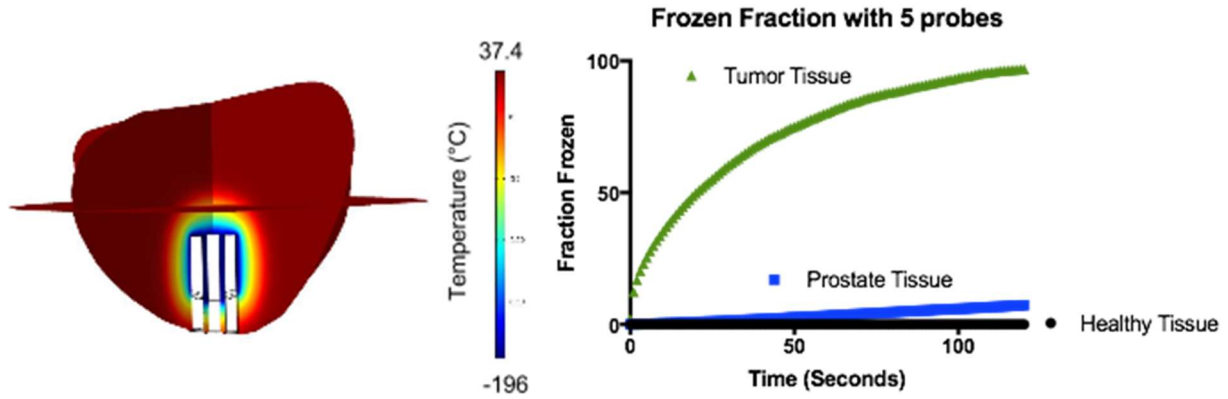 37.4
Temperature (°C)
-196
Frozen Fraction with 5 probes
100
50
0
Fraction Frozen
Tumor Tissue
Prostate Tissue
Healthy Tissue
0
50
100
Time (Seconds)